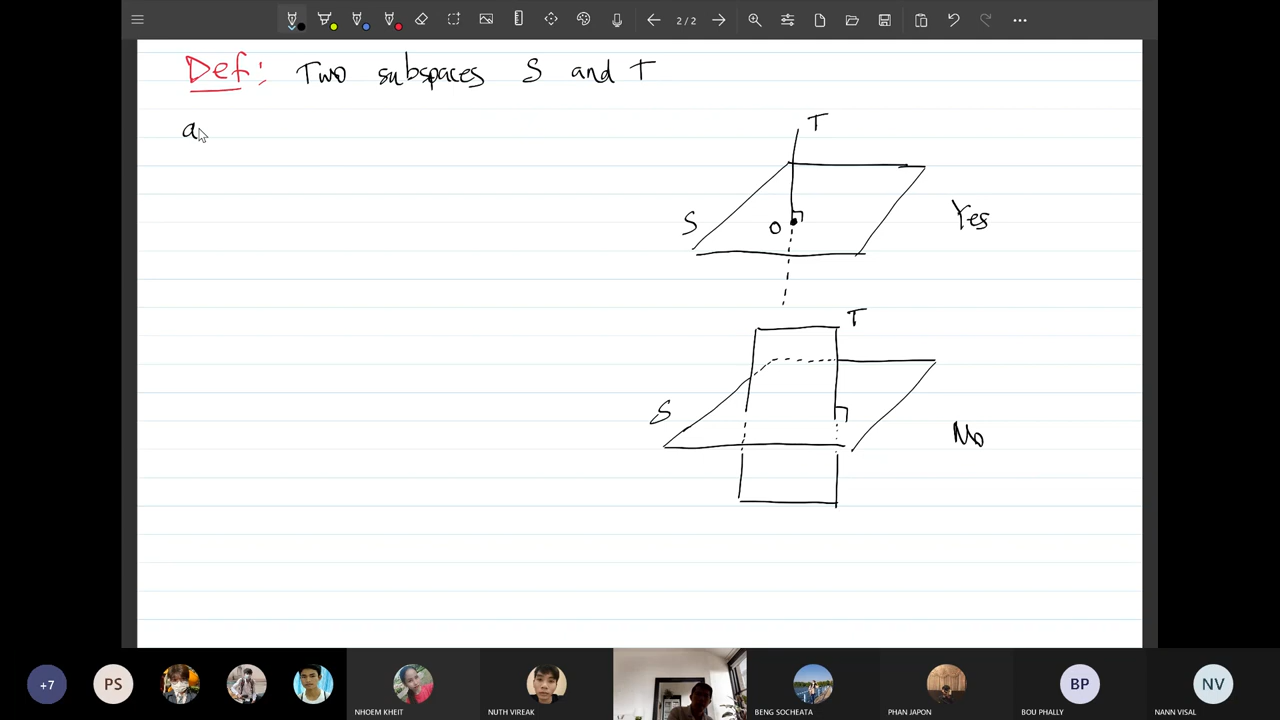 2/2
Def: Two subspaces S and T
a
T
S
O
Yes
T
S
No
+7
PS
NHOEM KHEIT
NUTH VIREAK
BENG SOCHEATA
PHAN JAPON
BP
BOU PHALLY
NV
NANN VISAL